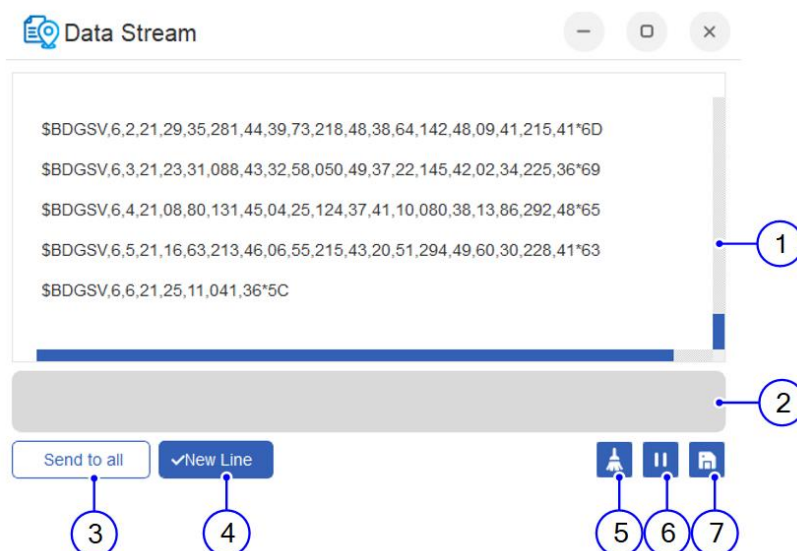 Data Stream
$BDGSV,6,2,21,29,35,281,44,39,73,218,48,38,64,142,48,09,41,215,41*6D
$BDGSV,6,3,21,23,31,088,43,32,58,050,49,37,22,145,42,02,34,225,36*69
$BDGSV,6,4,21,08,80,131,45,04,25,124,37,41,10,080,38,13,86,292,48*65
$BDGSV,6,5,21,16,63,213,46,06,55,215,43,20,51,294,49,60,30,228,41*63
$BDGSV,6,6,21,25,11,041,36*5C
1
2
Send to all
New Line
3
4
5
6
7